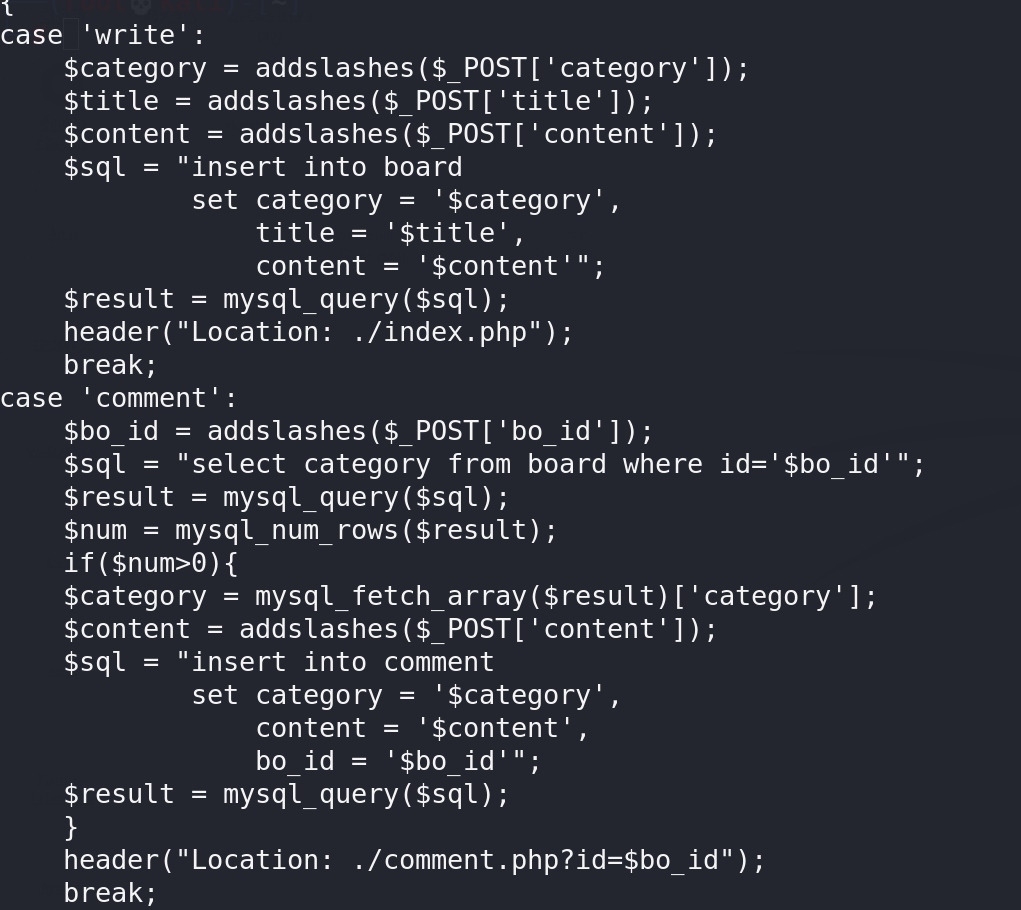 {
case 'write':
    $category = addslashes($_POST['category']);
    $title = addslashes($_POST['title']);
    $content = addslashes($_POST['content']);
    $sql = "insert into board
            set category = '$category',
                title = '$title',
                content = '$content'";
    $result = mysql_query($sql);
    header("Location: ./index.php");
    break;
case 'comment':
    $bo_id = addslashes($_POST['bo_id']);
    $sql = "select category from board where id='$bo_id'";
    $result = mysql_query($sql);
    $num = mysql_num_rows($result);
    if($num>0){
    $category = mysql_fetch_array($result)['category'];
    $content = addslashes($_POST['content']);
    $sql = "insert into comment
            set category = '$category',
                content = '$content',
                bo_id = '$bo_id'";
    $result = mysql_query($sql);
    }
    header("Location: ./comment.php?id=$bo_id");
    break;